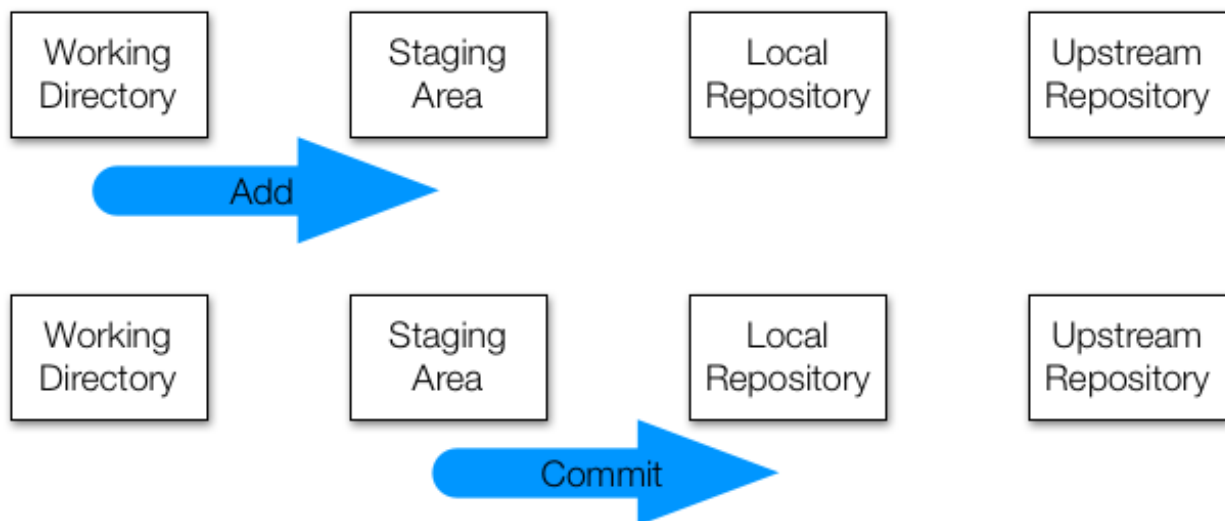 Working
Directory
Staging
Area
Local
Repository
Upstream
Repository
Add
Working
Directory
Staging
Area
Local
Repository
Upstream
Repository
Commit